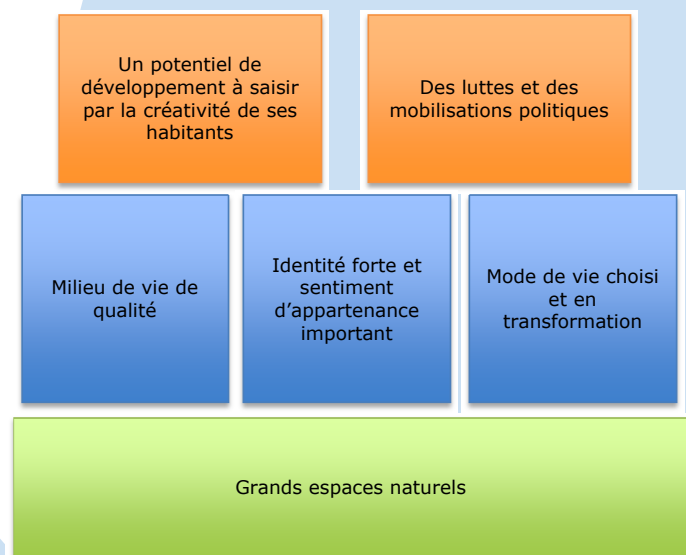 Un potentiel de
développement à saisir
par la créativité de ses
habitants
Des luttes et des
mobilisations politiques
Milieu de vie de
qualité
Identité forte et
sentiment
d’appartenance
important
Mode de vie choisi
et en
transformation
Grands espaces naturels